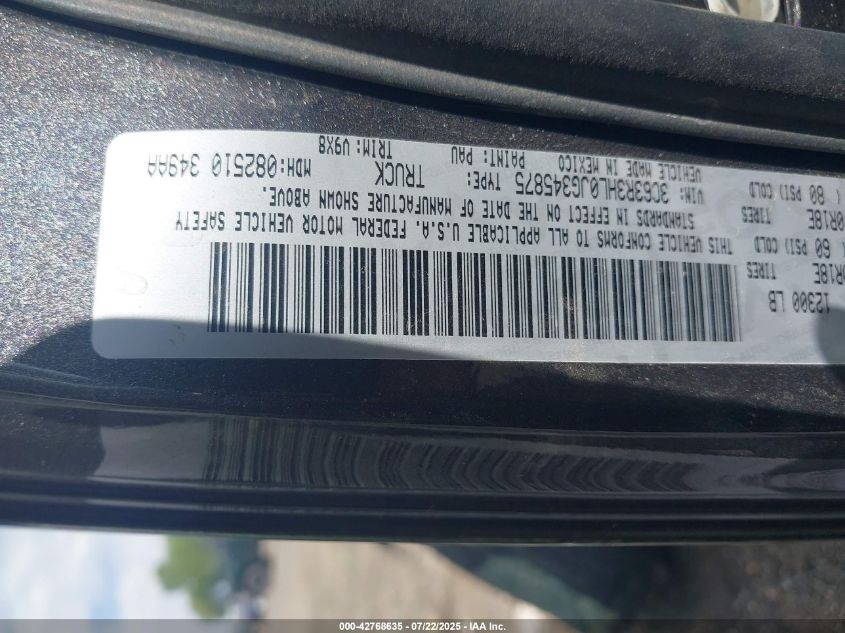 12300 LB
0R18E TIRES
60 PSI) COLD
0R18E TIRES
80 PSI) COLD
THIS VEHICLE CONFORMS TO ALL APPLICABLE U.S.A. FEDERAL MOTOR VEHICLE SAFETY
STANDARDS IN EFFECT ON THE DATE OF MANUFACTURE SHOWN ABOVE.
VIN: 3C63R3HL0JG345875 TYPE: TRUCK MDH:082510 349AA
VEHICLE MADE IN MEXICO PAINT: PAU TRIM: V9X8
000-42768635 - 07/22/2025 - IAA Inc.